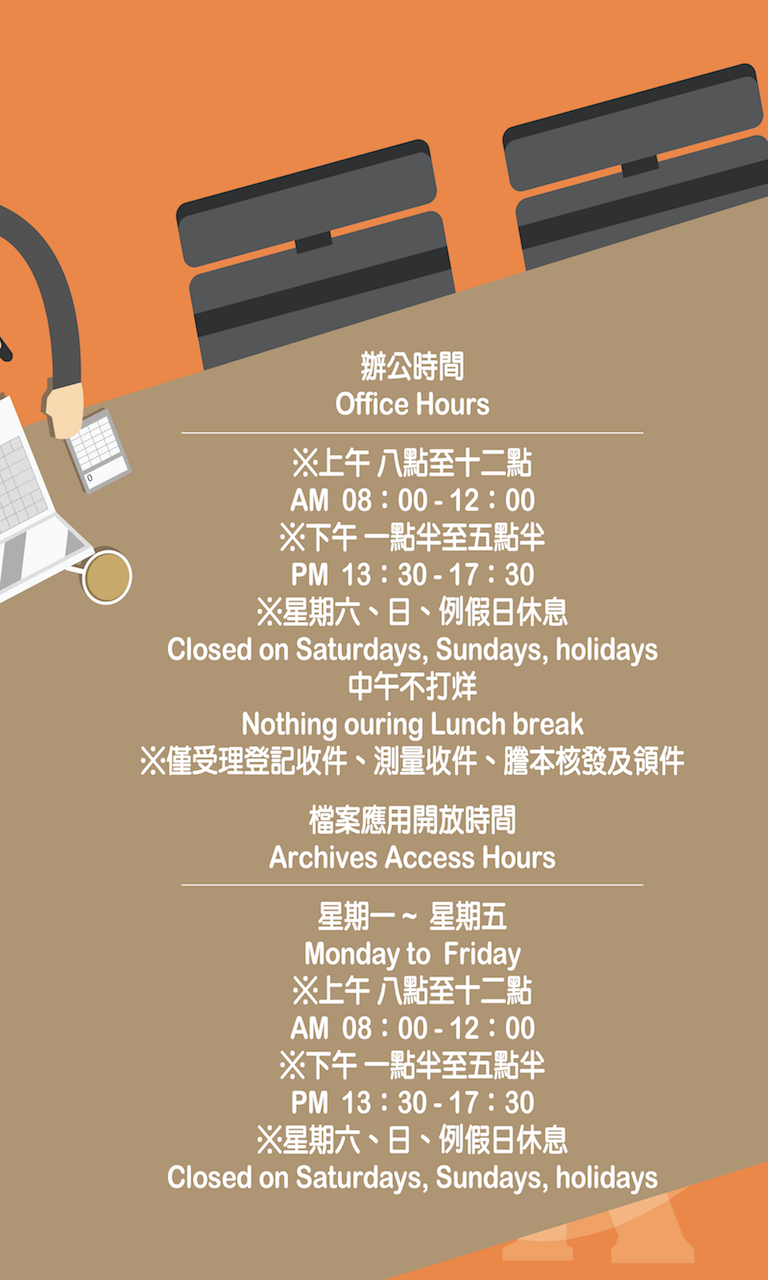 辦公時間
Office Hours
※上午 八點至十二點
AM 08：00 - 12：00
※下午 一點半至五點半
PM 13：30 - 17：30
※星期六、日、例假日休息
Closed on Saturdays, Sundays, holidays
中午不打烊
Nothing ouring Lunch break
※僅受理登記收件、測量收件、謄本核發及領件
檔案應用開放時間
Archives Access Hours
星期一 ~ 星期五
Monday to Friday
※上午 八點至十二點
AM 08：00 - 12：00
※下午 一點半至五點半
PM 13：30 - 17：30
※星期六、日、例假日休息
Closed on Saturdays, Sundays, holidays